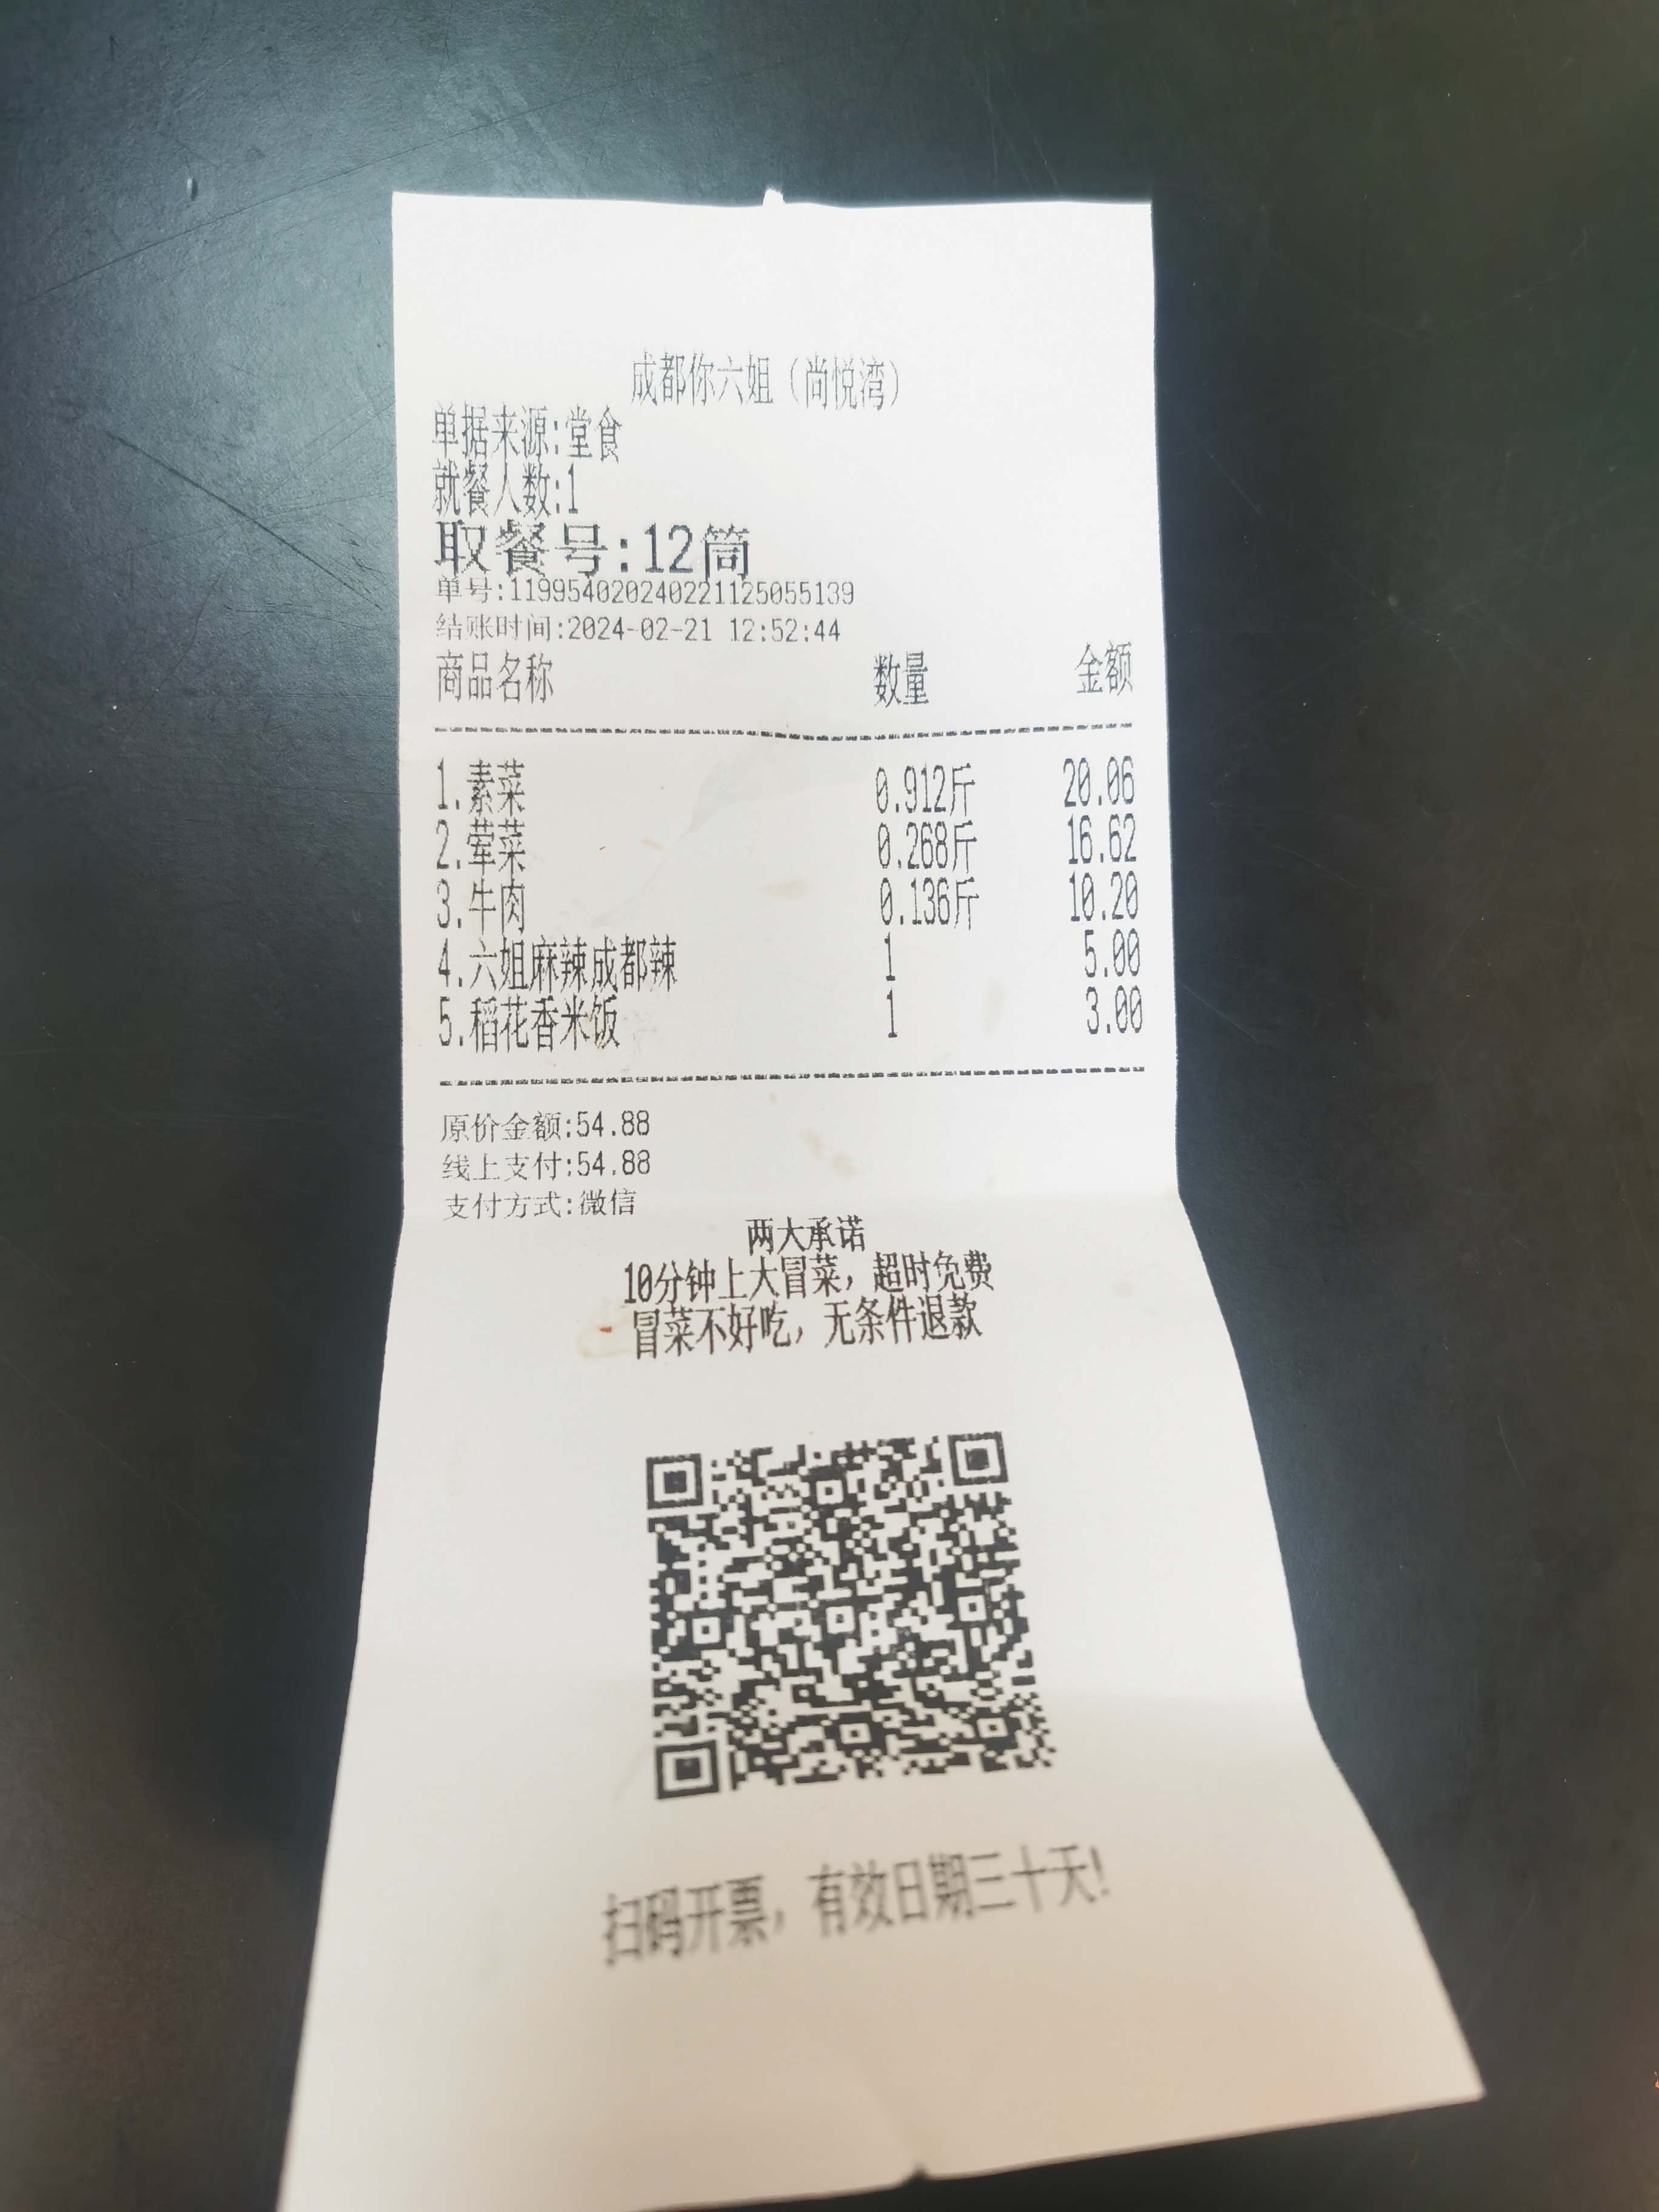 成都你六姐（尚悦湾）
单据来源:堂食
就餐人数:1
取餐号:12筒
单号:119954020240221125055139
结账时间:2024-02-21 12:52:44
商品名称 数量 金额
1.素菜 0.912斤 20.06
2.荤菜 0.268斤 16.62
3.牛肉 0.136斤 10.20
4.六姐麻辣成都辣 1 5.00
5.稻花香米饭 1 3.00
原价金额:54.88
线上支付:54.88
支付方式:微信
两大承诺
10分钟上大冒菜，超时免费
冒菜不好吃，无条件退款
扫码开票，有效日期三十天!